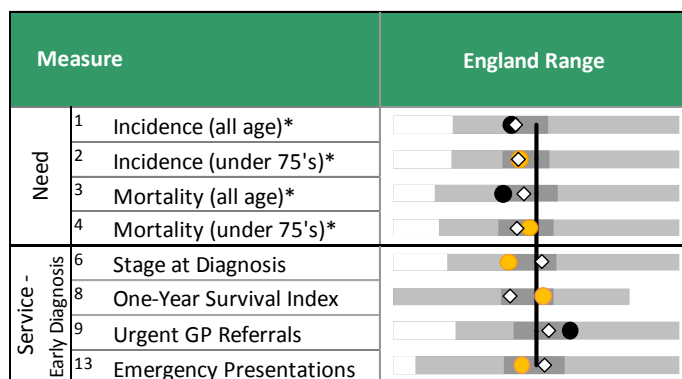 Measure
England Range
Need
1 Incidence (all age)*
2 Incidence (under 75's)*
3 Mortality (all age)*
4 Mortality (under 75's)*
Service -
Early Diagnosis
6 Stage at Diagnosis
8 One-Year Survival Index
9 Urgent GP Referrals
13 Emergency Presentations